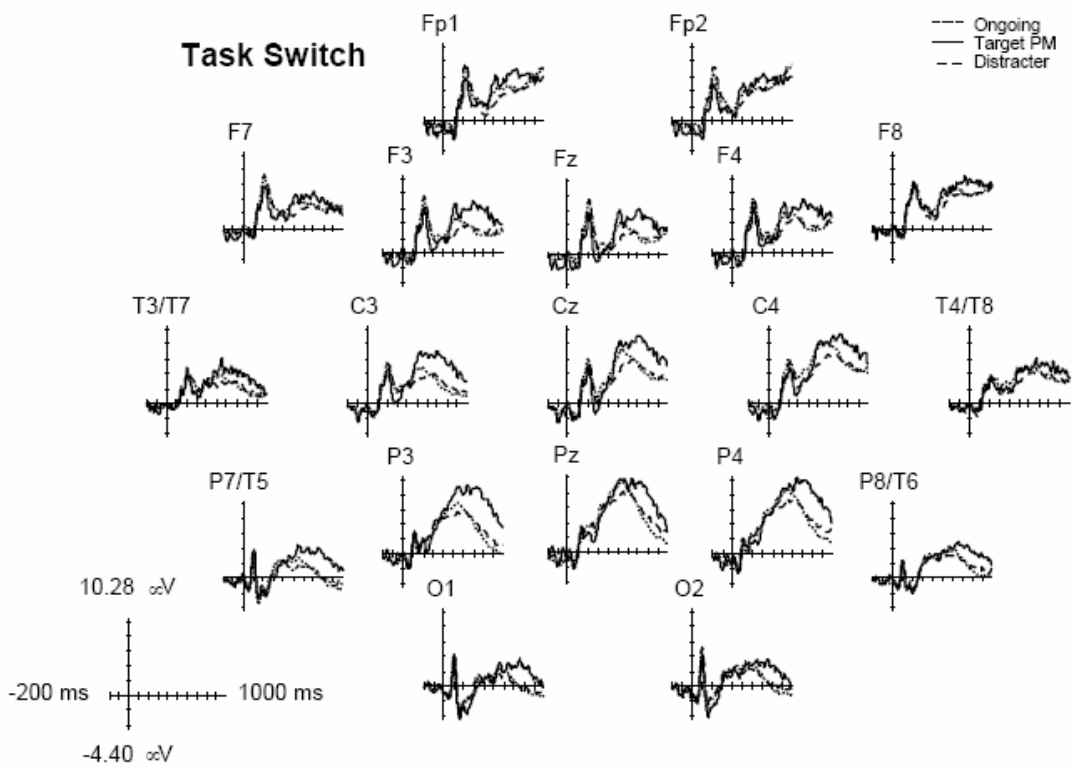 Fp1 Fp2
Task Switch
Ongoing
Target PM
Distracter
F7 F3 Fz F4 F8
T3/T7 C3 Cz C4 T4/T8
P7/T5 P3 Pz P4 P8/T6
10.28 ∝V
O1 O2
-200 ms 1000 ms
-4.40 ∝V